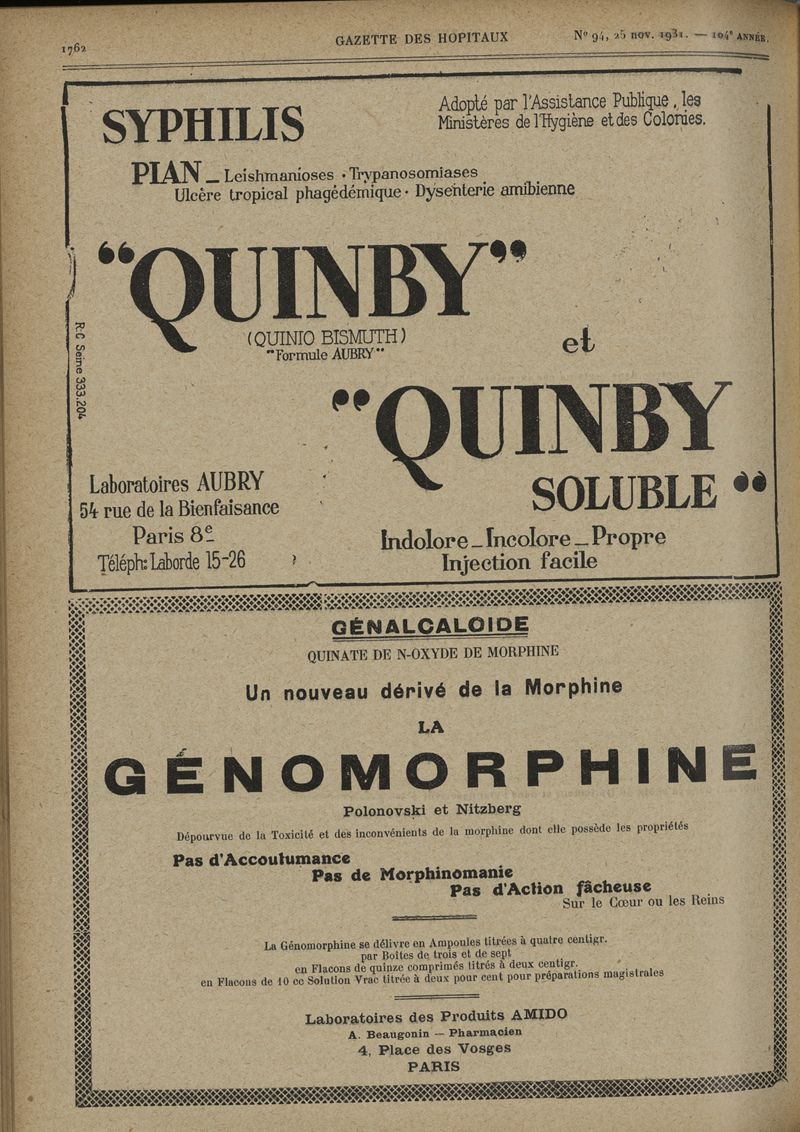 1762
GAZETTE DES HOPITAUX
Nº 94, 25 nov. 1931. — 104e ANNÉE.
SYPHILIS
Adopté par l'Assistance Publique, les
Ministères de l'Hygiène et des Colonies.
PIAN _ Leishmanioses • Trypanosomiases
Ulcère tropical phagédémique • Dysenterie amibienne
"QUINBY"
(QUINIO BISMUTH)
"Formule AUBRY"
et
"QUINBY
SOLUBLE"
R.C Seine 333.204
Laboratoires AUBRY
54 rue de la Bienfaisance
Paris 8e
Téléph: Laborde 15-26
Indolore _ Incolore _ Propre
Injection facile
GÉNALCALOIDE
QUINATE DE N-OXYDE DE MORPHINE
Un nouveau dérivé de la Morphine
LA
GÉNOMORPHINE
Polonovski et Nitzberg
Dépourvue de la Toxicité et des inconvénients de la morphine dont elle possède les propriétés
Pas d'Accoutumance
Pas de Morphinomanie
Pas d'Action fâcheuse
Sur le Cœur ou les Reins
La Génomorphine se délivre en Ampoules titrées à quatre centigr.
par Boîtes de trois et de sept
en Flacons de quinze comprimés titrés à deux centigr.
en Flacons de 10 cc Solution Vrac titrée à deux pour cent pour préparations magistrales
Laboratoires des Produits AMIDO
A. Beaugonin — Pharmacien
4, Place des Vosges
PARIS